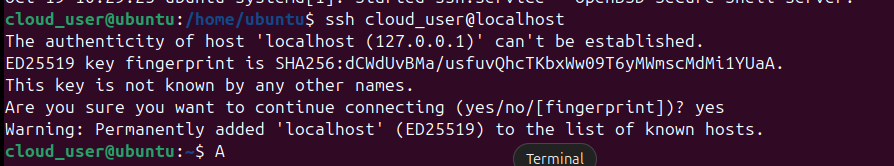 cloud_user@ubuntu:/home/ubuntu$ ssh cloud_user@localhost
The authenticity of host 'localhost (127.0.0.1)' can't be established.
ED25519 key fingerprint is SHA256:dCWdUvBMa/usfuvQhcTKbxWw09T6yMWmscMdMi1YUaA.
This key is not known by any other names.
Are you sure you want to continue connecting (yes/no/[fingerprint])? yes
Warning: Permanently added 'localhost' (ED25519) to the list of known hosts.
cloud_user@ubuntu:~$ A
Terminal